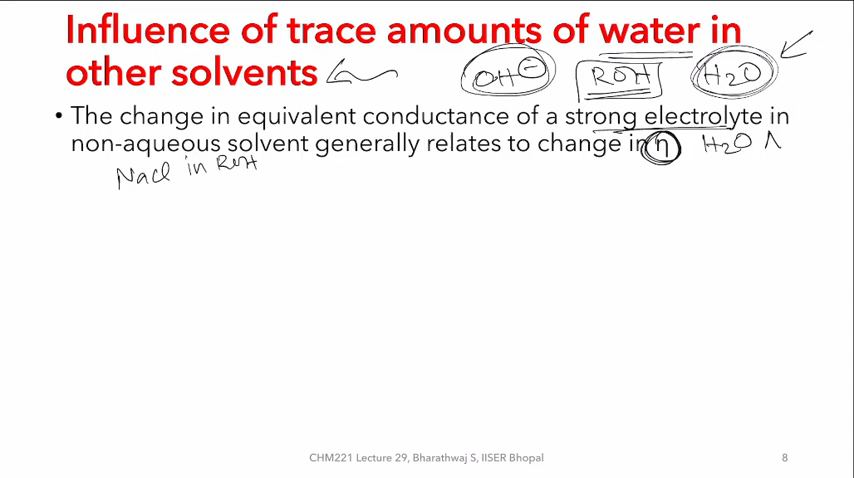 Influence of trace amounts of water in
other solvents OH⊖ ROH H2O
• The change in equivalent conductance of a strong electrolyte in
non-aqueous solvent generally relates to change in η H2O Λ
NaCl in ROH
CHM221 Lecture 29, Bharathwaj S, IISER Bhopal 8